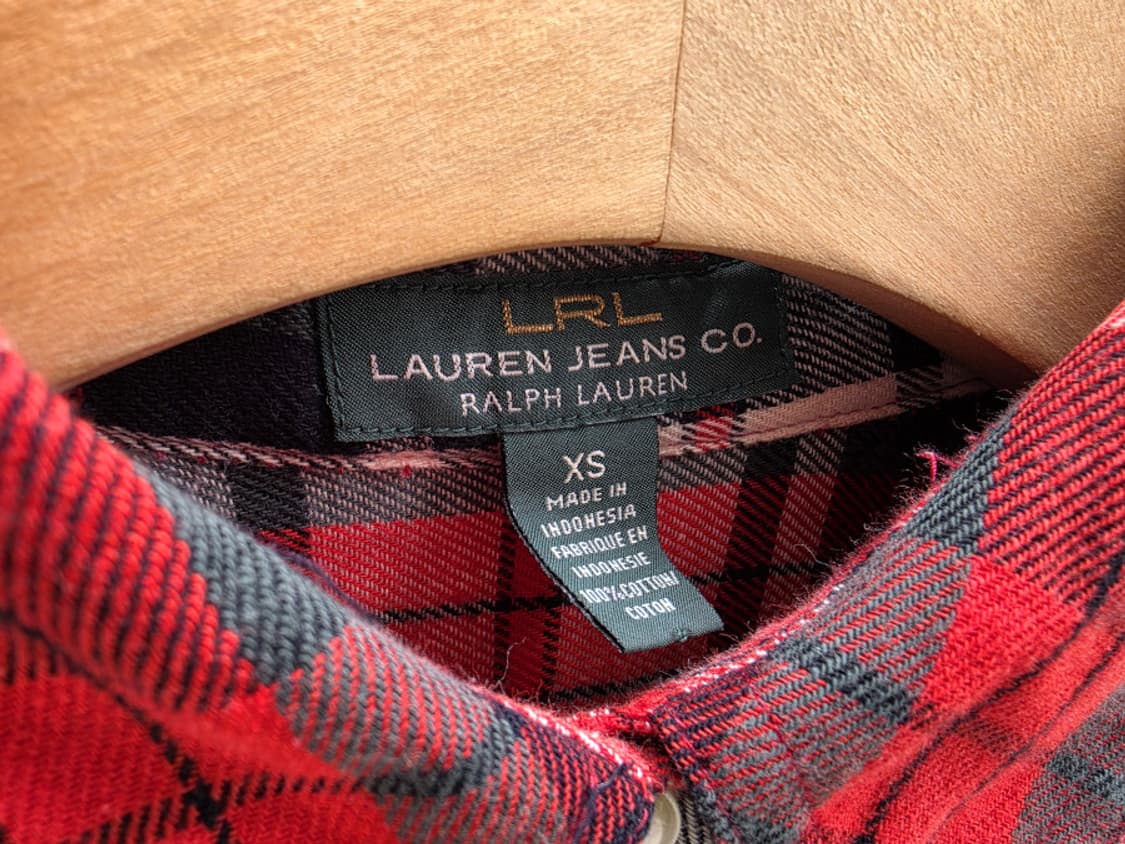 LRL
LAUREN JEANS CO.
RALPH LAUREN
XS
MADE IN
INDONESIA
FABRIQUE EN
INDONESIE
100% COTTON/
COTON